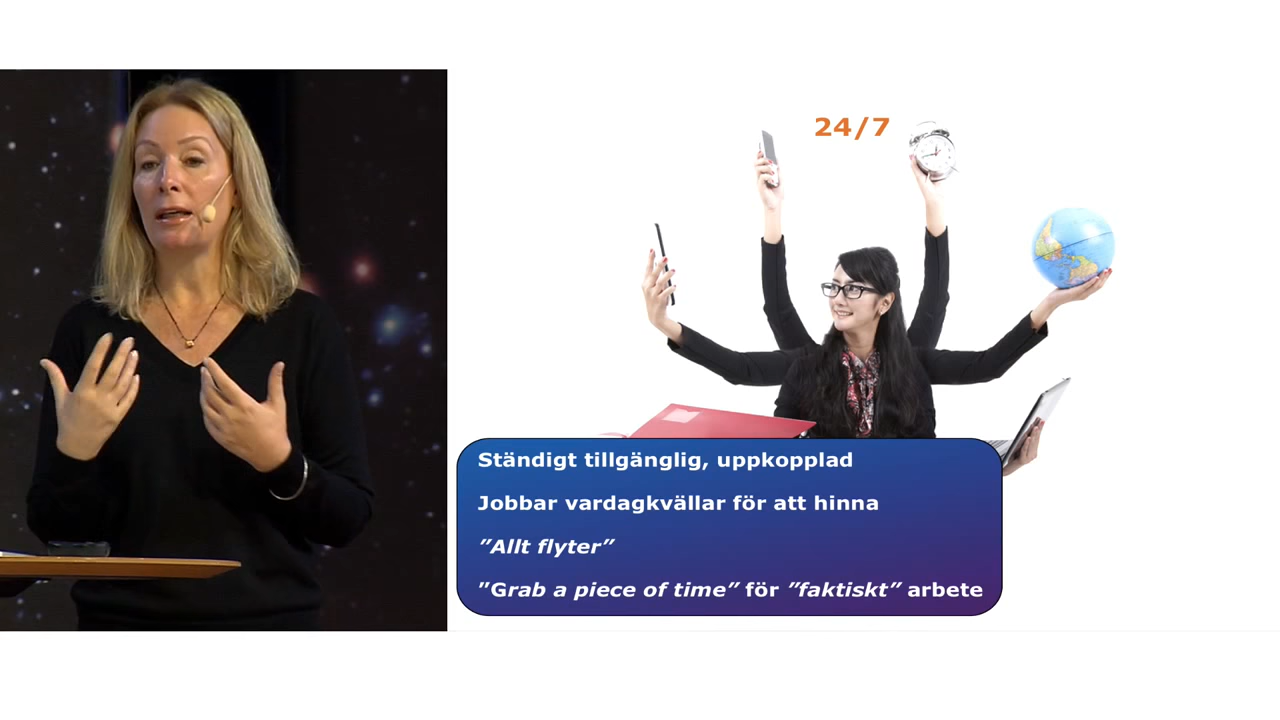 24/7
Ständigt tillgänglig, uppkopplad
Jobbar vardagkvällar för att hinna
”Allt flyter”
”Grab a piece of time” för ”faktiskt” arbete